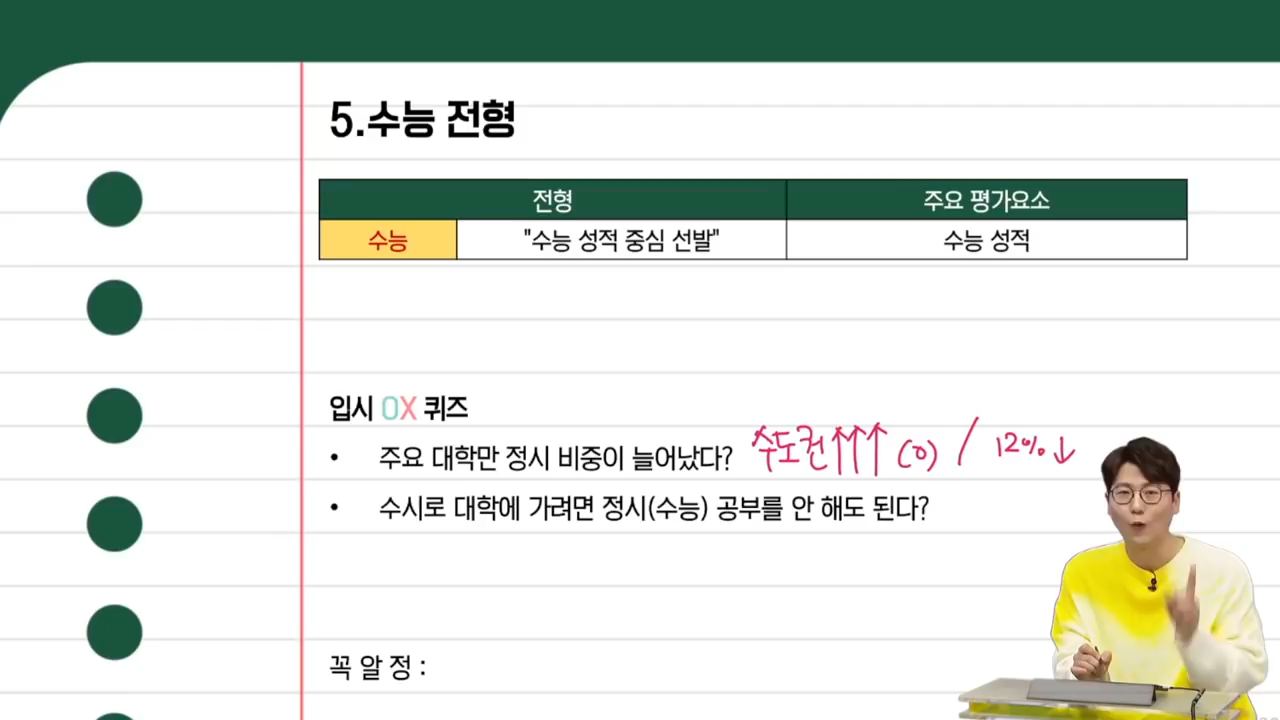 5.수능 전형
전형 주요 평가요소
수능 "수능 성적 중심 선발" 수능 성적
입시 OX 퀴즈
• 주요 대학만 정시 비중이 늘어났다? 수도권↑↑↑ (0) / 12%↓
• 수시로 대학에 가려면 정시(수능) 공부를 안 해도 된다?
꼭 알 정 :